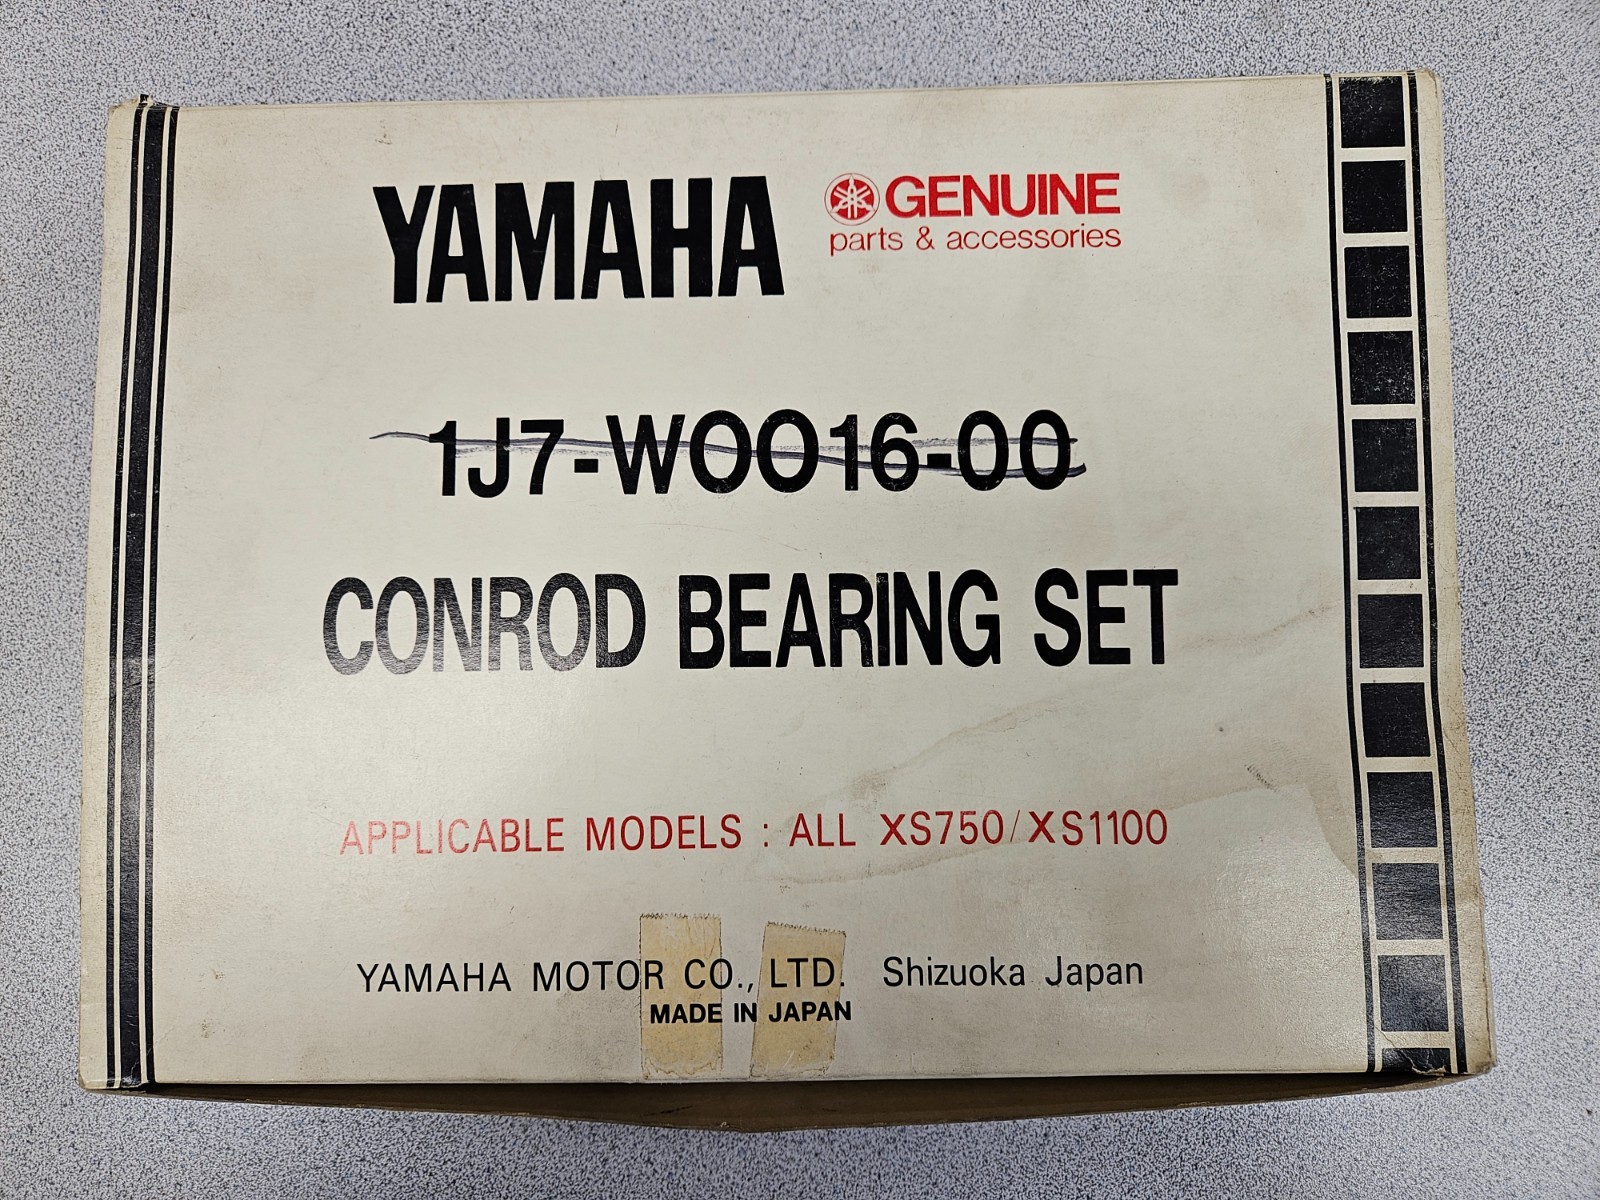 YAMAHA GENUINE
parts & accessories
1J7-W0016-00
CONROD BEARING SET
APPLICABLE MODELS : ALL XS750/XS1100
YAMAHA MOTOR CO., LTD. Shizuoka Japan
MADE IN JAPAN